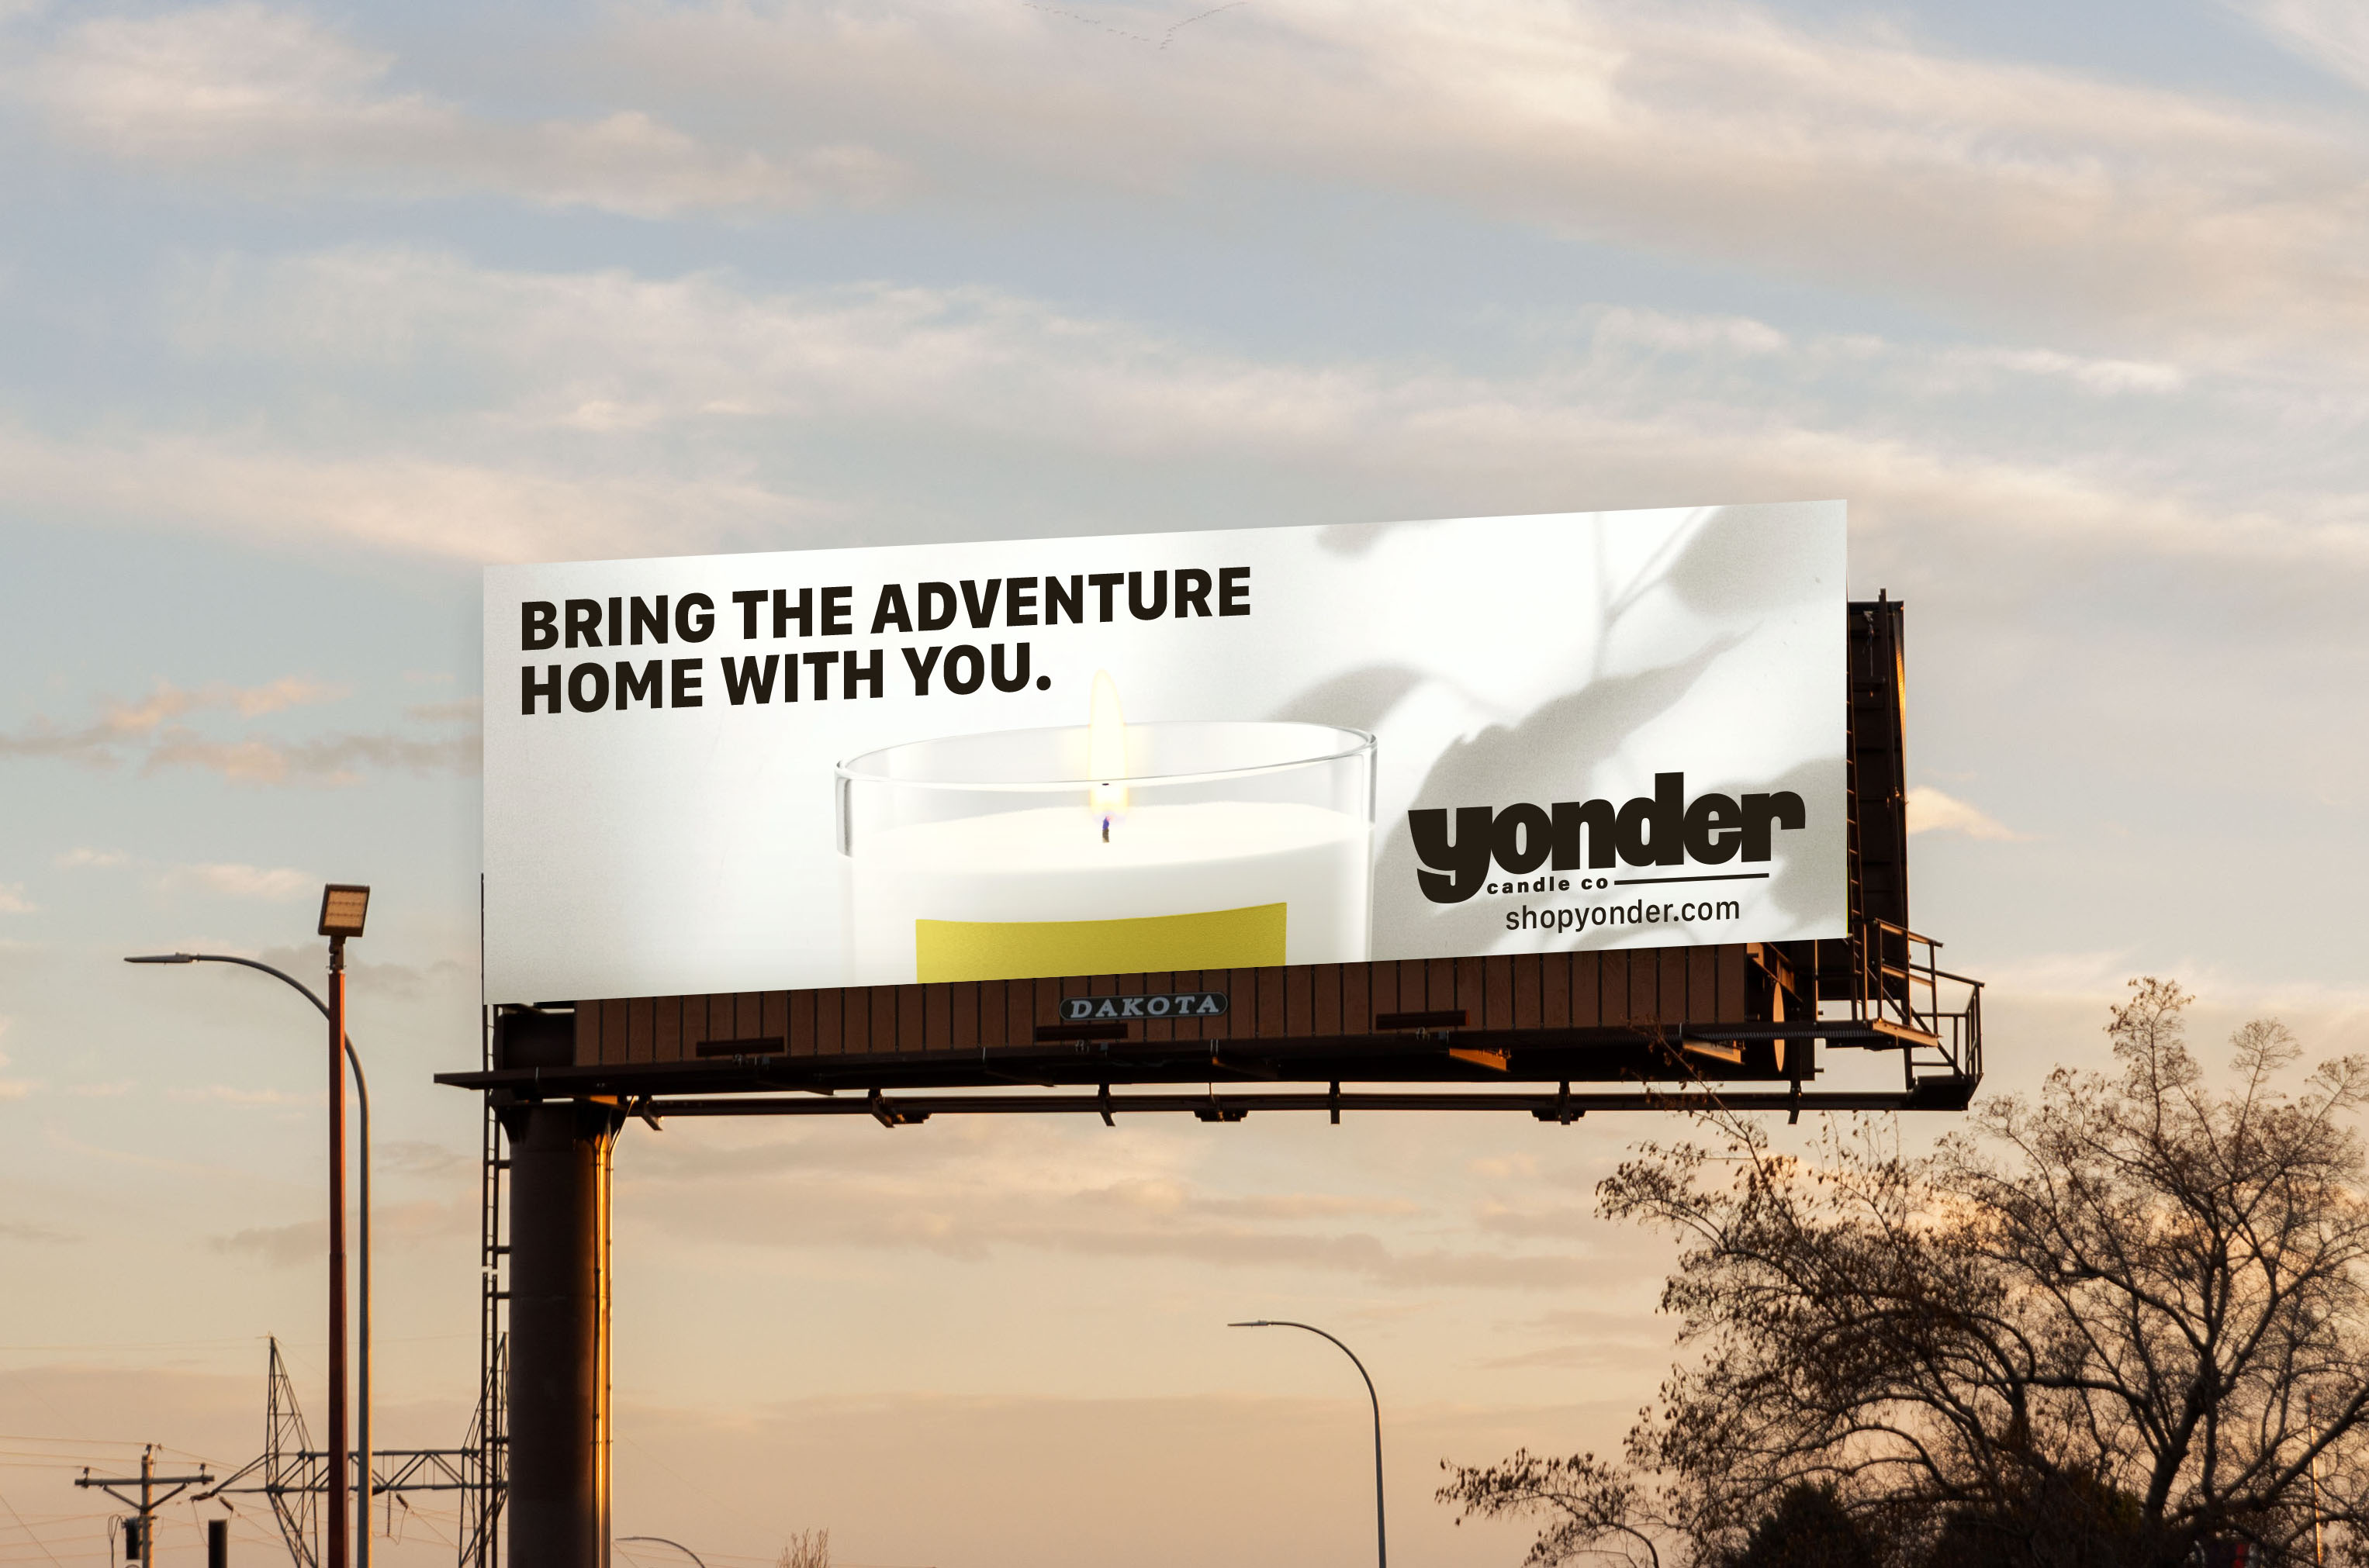 BRING THE ADVENTURE
HOME WITH YOU.
yonder
candle co
shopyonder.com
DAKOTA